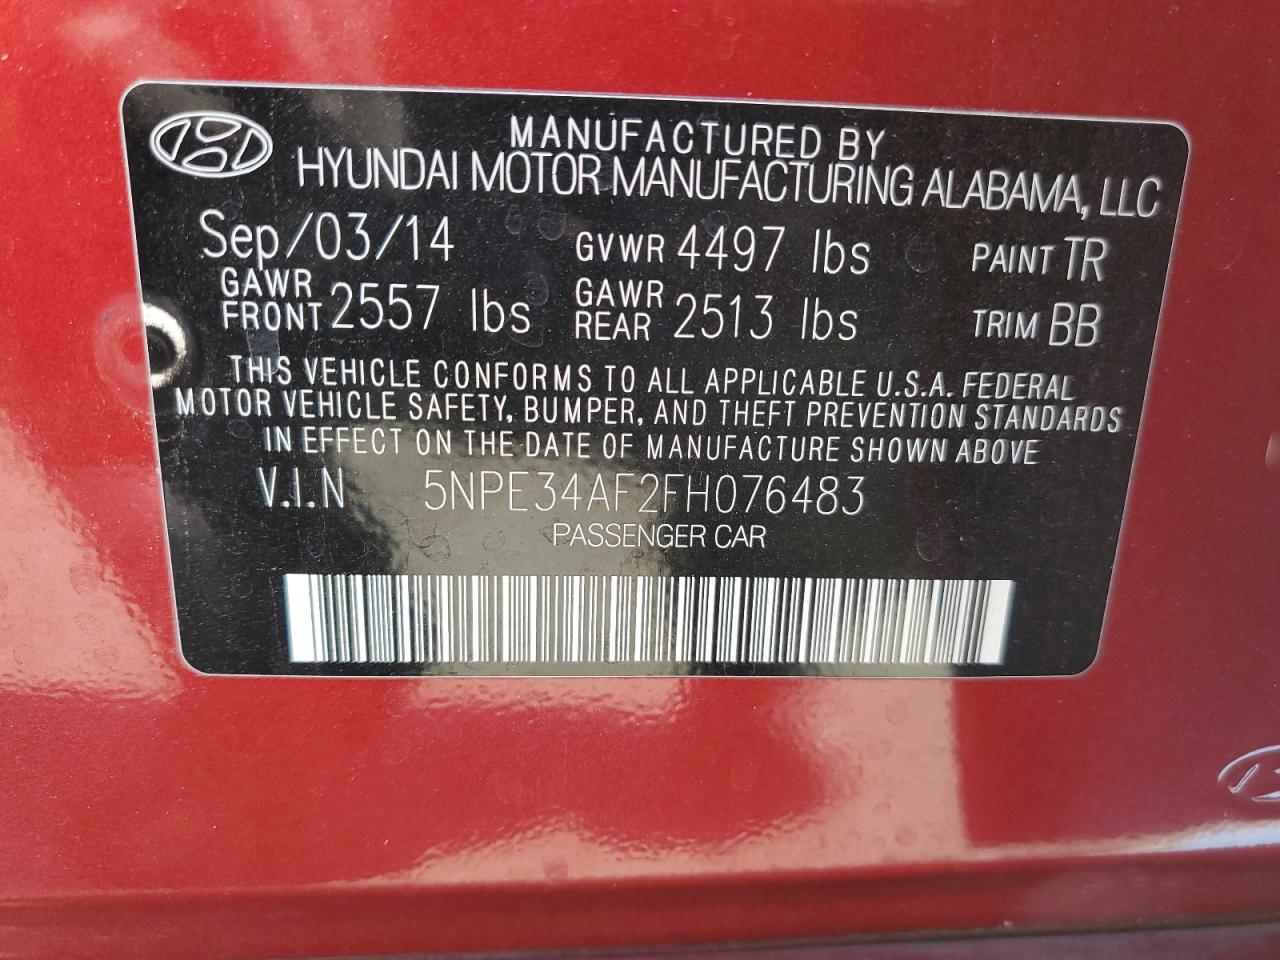 MANUFACTURED BY
HYUNDAI MOTOR MANUFACTURING ALABAMA, LLC
Sep/03/14 GVWR 4497 lbs PAINT TR
GAWR FRONT 2557 lbs GAWR REAR 2513 lbs TRIM BB
THIS VEHICLE CONFORMS TO ALL APPLICABLE U.S.A. FEDERAL
MOTOR VEHICLE SAFETY, BUMPER, AND THEFT PREVENTION STANDARDS
IN EFFECT ON THE DATE OF MANUFACTURE SHOWN ABOVE
V.I.N 5NPE34AF2FH076483
PASSENGER CAR